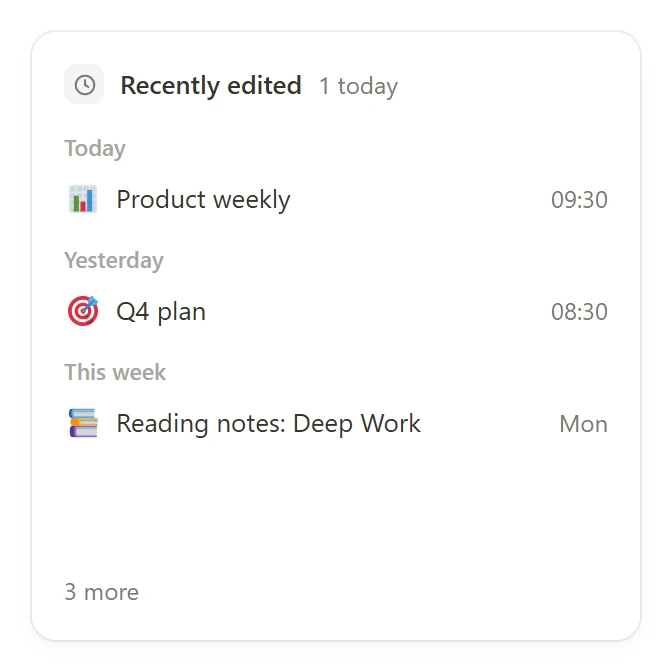 Recently edited 1 today
Today
Product weekly 09:30
Yesterday
Q4 plan 08:30
This week
Reading notes: Deep Work Mon
3 more